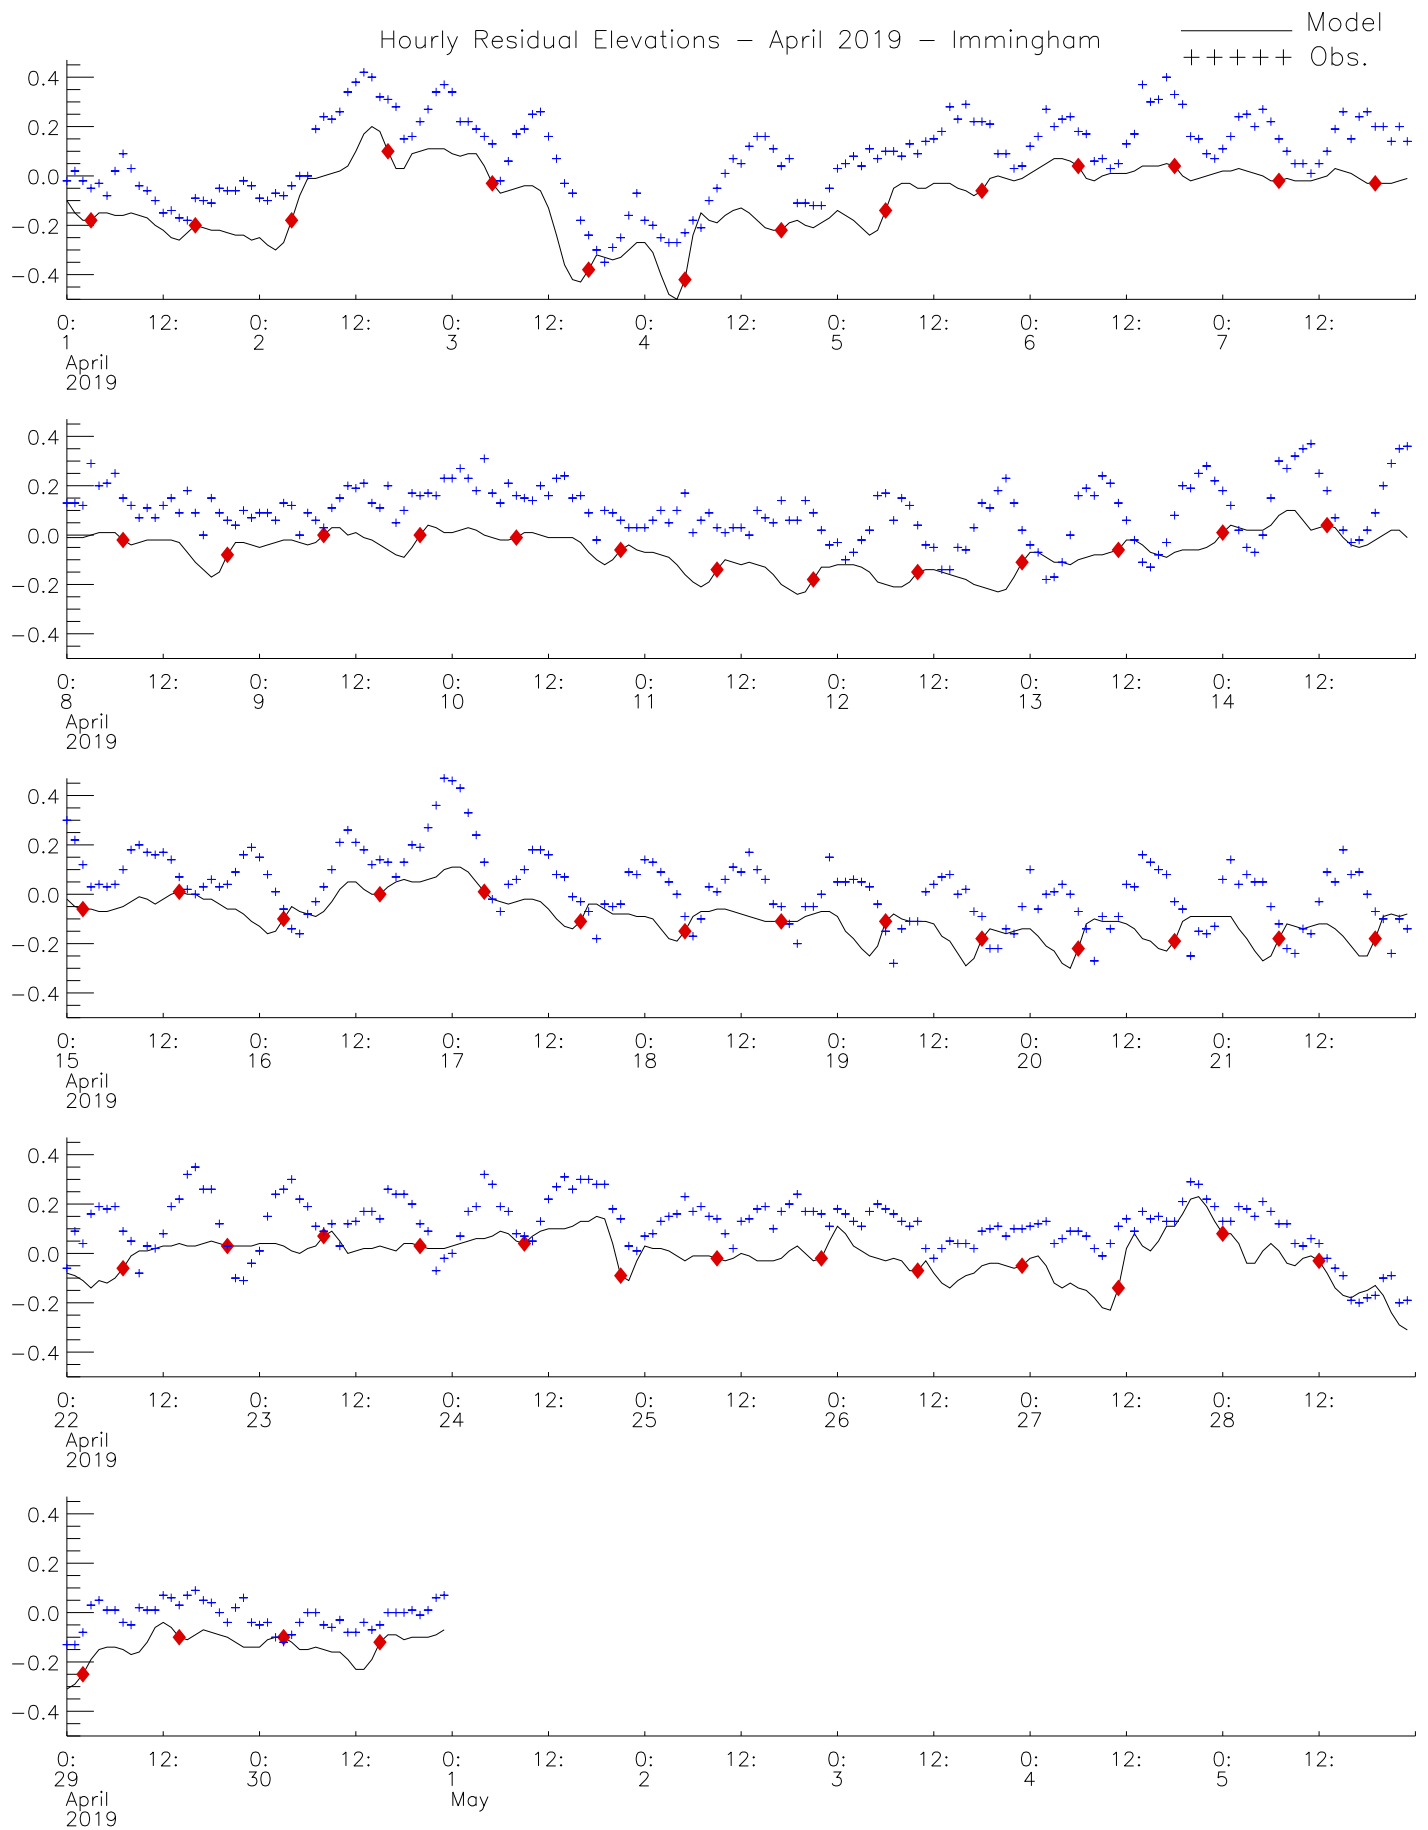 Hourly Residual Elevations – April 2019 – Immingham
Model
+++++ Obs.
0.4
0.2
0.0
−0.2
−0.4
0: 12: 0: 12: 0: 12: 0: 12: 0: 12: 0: 12: 0: 12:
1 2 3 4 5 6 7
April
2019
0.4
0.2
0.0
−0.2
−0.4
0: 12: 0: 12: 0: 12: 0: 12: 0: 12: 0: 12: 0: 12:
8 9 10 11 12 13 14
April
2019
0.4
0.2
0.0
−0.2
−0.4
0: 12: 0: 12: 0: 12: 0: 12: 0: 12: 0: 12: 0: 12:
15 16 17 18 19 20 21
April
2019
0.4
0.2
0.0
−0.2
−0.4
0: 12: 0: 12: 0: 12: 0: 12: 0: 12: 0: 12: 0: 12:
22 23 24 25 26 27 28
April
2019
0.4
0.2
0.0
−0.2
−0.4
0: 12: 0: 12: 0: 12: 0: 12: 0: 12: 0: 12: 0: 12:
29 30 1 2 3 4 5
April May
2019